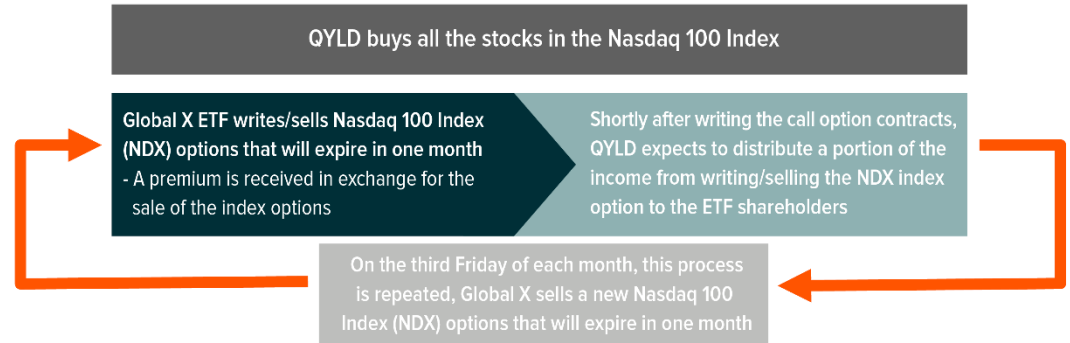 QYLD buys all the stocks in the Nasdaq 100 Index
Global X ETF writes/sells Nasdaq 100 Index
(NDX) options that will expire in one month
- A premium is received in exchange for the
sale of the index options
Shortly after writing the call option contracts,
QYLD expects to distribute a portion of the
income from writing/selling the NDX index
option to the ETF shareholders
On the third Friday of each month, this process
is repeated, Global X sells a new Nasdaq 100
Index (NDX) options that will expire in one month